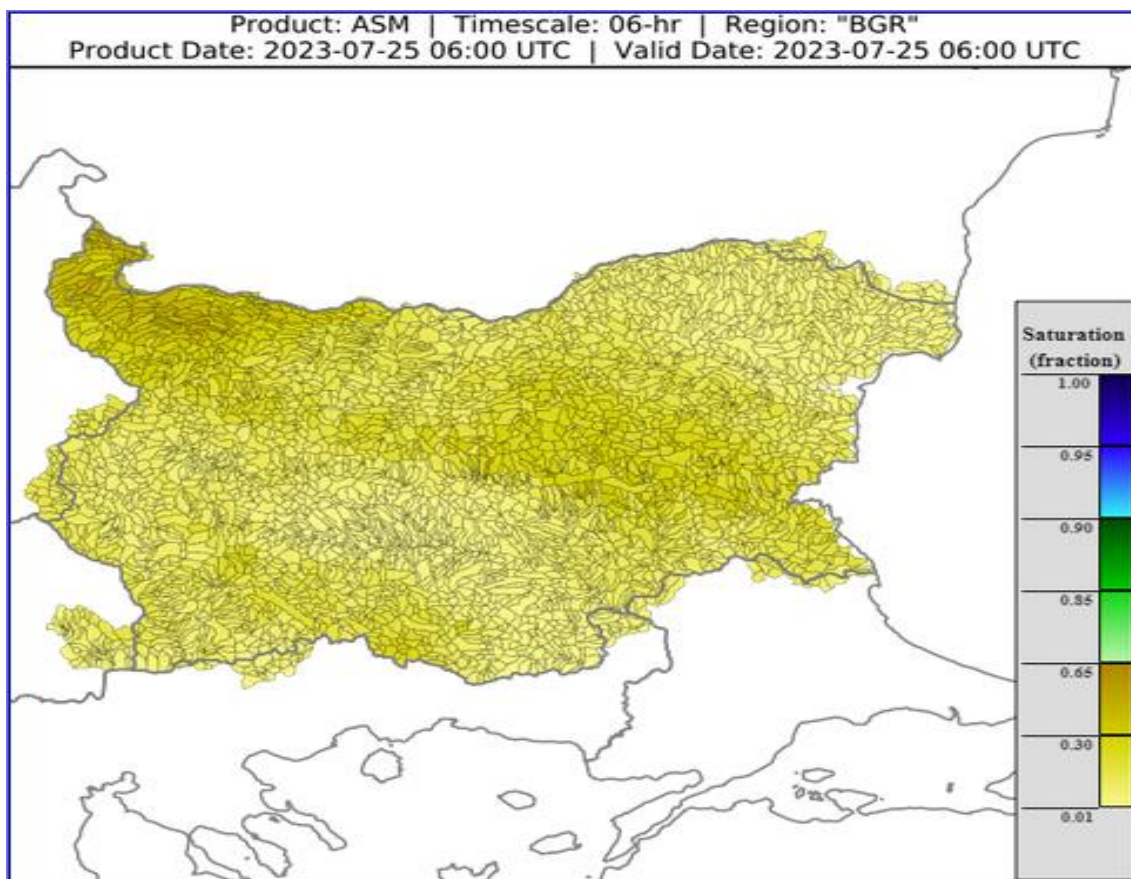 Product: ASM | Timescale: 06-hr | Region: "BGR"
Product Date: 2023-07-25 06:00 UTC | Valid Date: 2023-07-25 06:00 UTC
Saturation
(fraction)
1.00
0.95
0.90
0.85
0.65
0.30
0.01